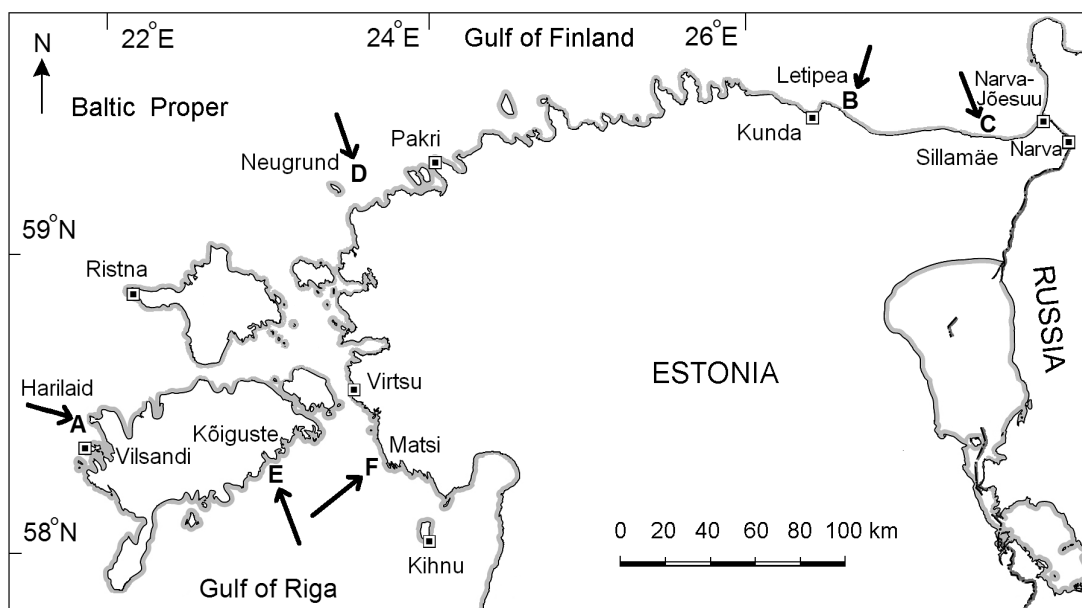 22°E
24°E
26°E
Gulf of Finland
N
Baltic Proper
Letipea
B
Narva-
Jõesuu
C
Kunda
Sillamäe
Narva
Neugrund
D
Pakri
59°N
Ristna
RUSSIA
ESTONIA
Harilaid
A
Virtsu
Vilsandi
Kõiguste
E
Matsi
F
58°N
Gulf of Riga
Kihnu
0 20 40 60 80 100 km